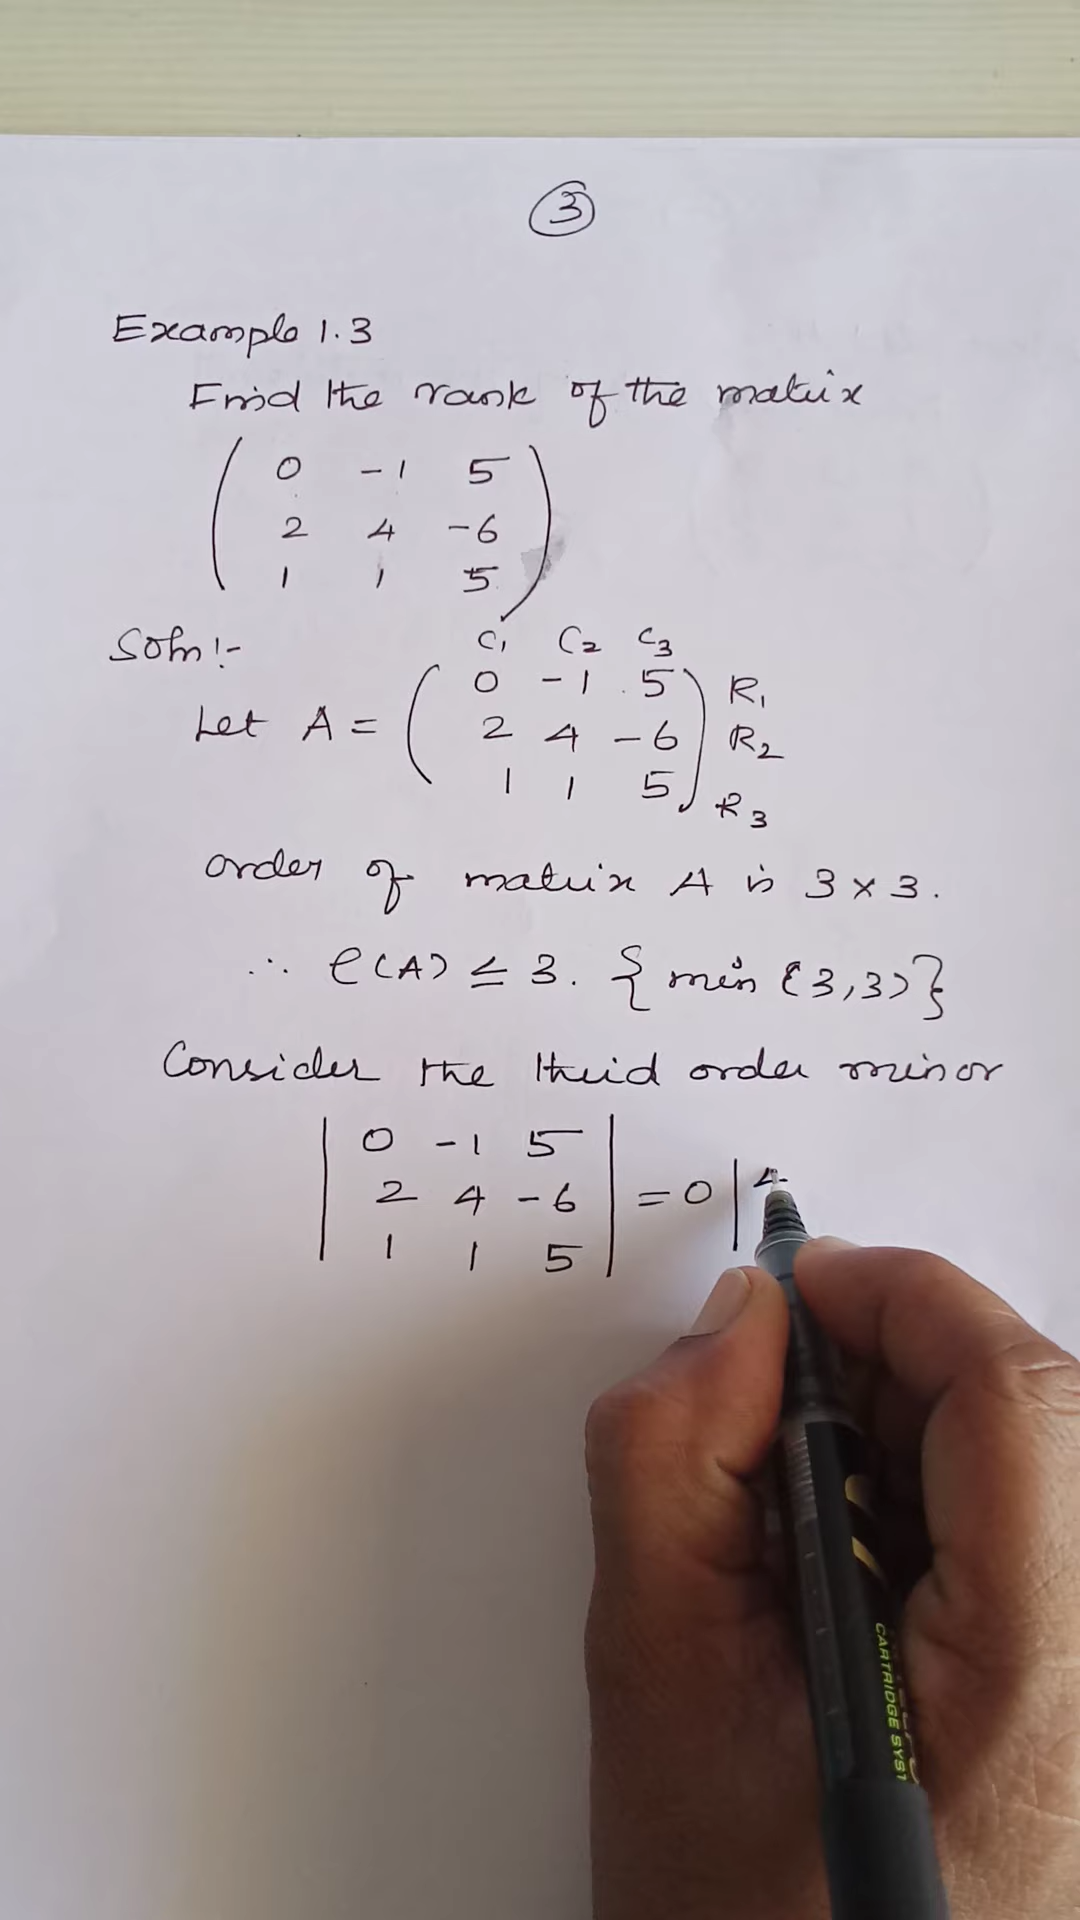 3
Example 1.3
Find the rank of the matrix
0 -1 5
2 4 -6
1 1 5
Soln:-
C1 C2 C3
Let A = ( 0 -1 5 ) R1
2 4 -6 R2
1 1 5 R3
order of matrix A is 3 × 3.
∴ ρ(A) ≤ 3. {min (3,3)}
Consider the third order minor
| 0 -1 5 |
| 2 4 -6 | = 0 | 4
| 1 1 5 |
CARTRIDGE SYST